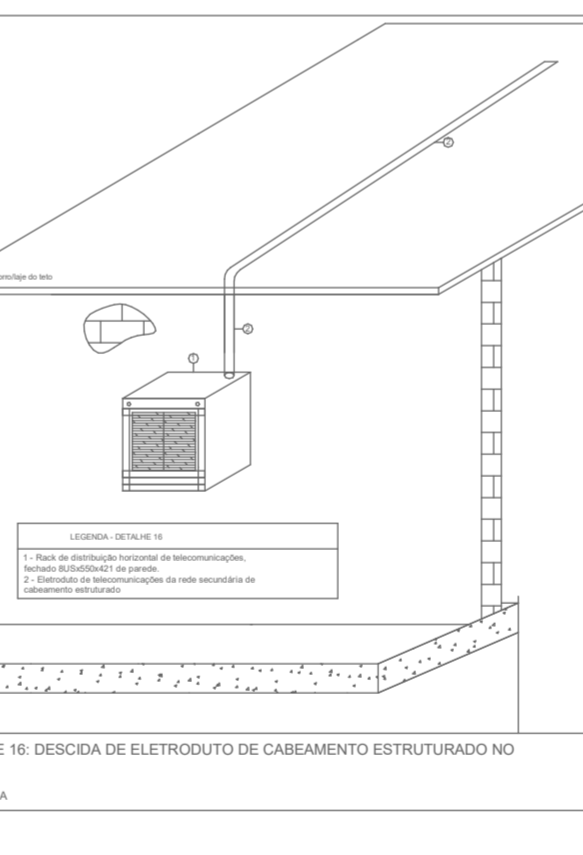 2
orro/laje do teto
2
1
LEGENDA - DETALHE 16
1 - Rack de distribuição horizontal de telecomunicações,
fechado 8USx550x421 de parede.
2 - Eletroduto de telecomunicações da rede secundária de
cabeamento estruturado
E 16: DESCIDA DE ELETRODUTO DE CABEAMENTO ESTRUTURADO NO
A